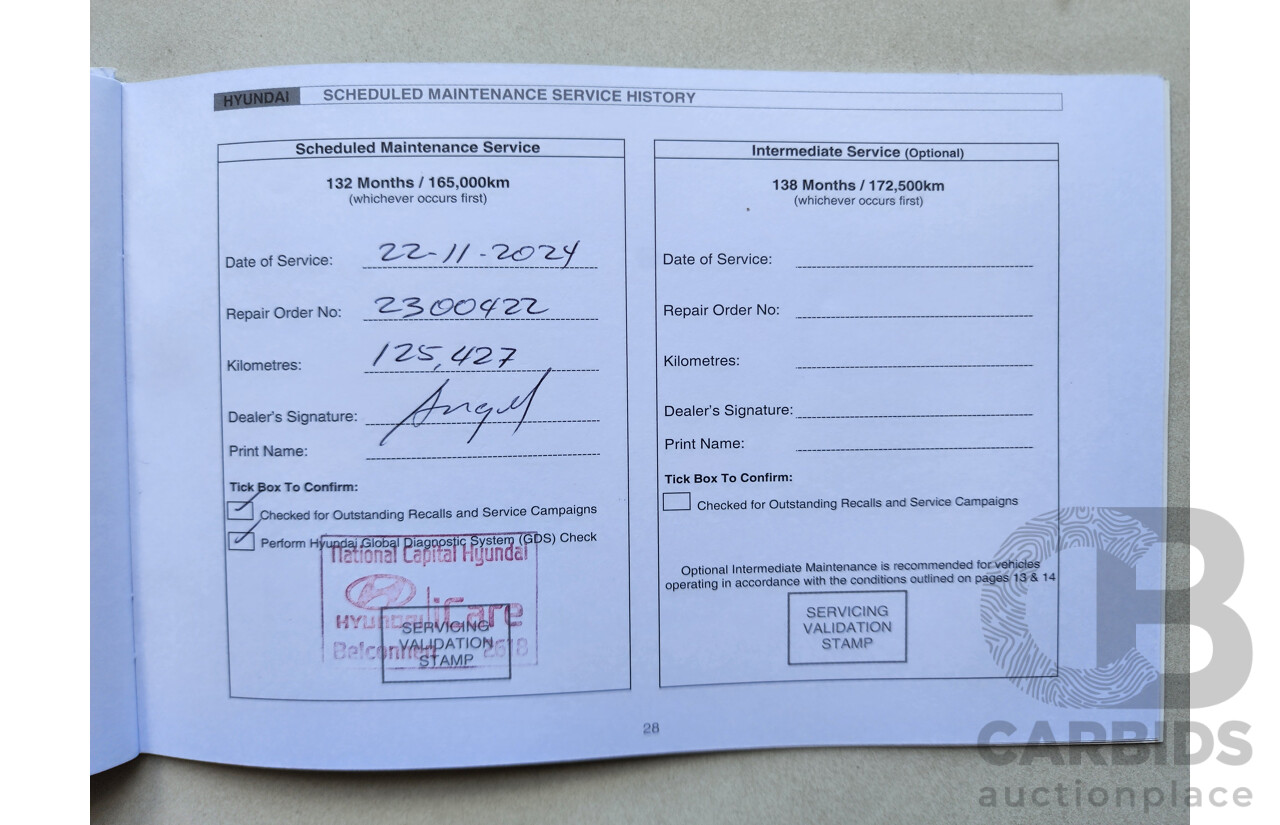 HYUNDAI SCHEDULED MAINTENANCE SERVICE HISTORY
Scheduled Maintenance Service
132 Months / 165,000km
(whichever occurs first)
Date of Service: 22-11-2024
Repair Order No: 2300422
Kilometres: 125,427
Dealer's Signature:
Print Name:
Tick Box To Confirm:
Checked for Outstanding Recalls and Service Campaigns
Perform Hyundai Global Diagnostic System (GDS) Check
National Capital Hyundai
HYUNDAI iCare
Belconnen 2618
SERVICING
VALIDATION
STAMP
Intermediate Service (Optional)
138 Months / 172,500km
(whichever occurs first)
Date of Service:
Repair Order No:
Kilometres:
Dealer's Signature:
Print Name:
Tick Box To Confirm:
Checked for Outstanding Recalls and Service Campaigns
Optional Intermediate Maintenance is recommended for vehicles
operating in accordance with the conditions outlined on pages 13 & 14
SERVICING
VALIDATION
STAMP
28
CB
CARBIDS
auctionplace